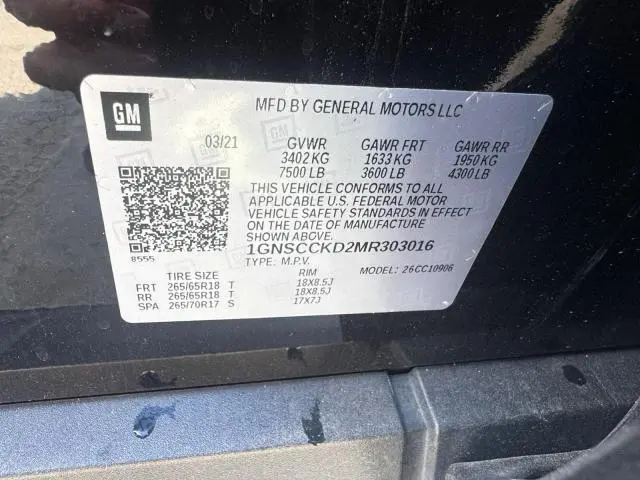 GM
MFD BY GENERAL MOTORS LLC
03/21 GVWR GAWR FRT GAWR RR
3402 KG 1633 KG 1950 KG
7500 LB 3600 LB 4300 LB
THIS VEHICLE CONFORMS TO ALL
APPLICABLE U.S. FEDERAL MOTOR
VEHICLE SAFETY STANDARDS IN EFFECT
ON THE DATE OF MANUFACTURE
SHOWN ABOVE.
1GNSCCKD2MR303016
8555
TYPE: M.P.V. MODEL: 26CC10906
TIRE SIZE RIM
FRT 265/65R18 T 18X8.5J
RR 265/65R18 T 18X8.5J
SPA 265/70R17 S 17X7J